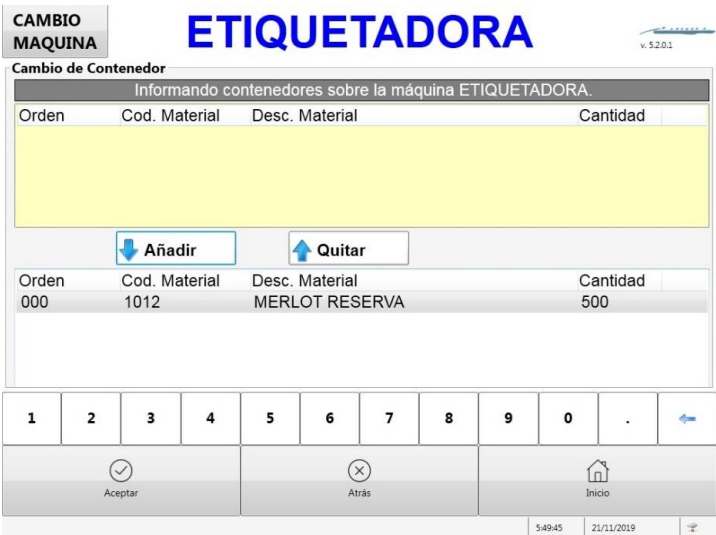 CAMBIO
MAQUINA
ETIQUETADORA
v. 5.2.0.1
Cambio de Contenedor
Informando contenedores sobre la máquina ETIQUETADORA.
Orden Cod. Material Desc. Material Cantidad
Añadir Quitar
Orden Cod. Material Desc. Material Cantidad
000 1012 MERLOT RESERVA 500
1 2 3 4 5 6 7 8 9 0 .
Aceptar Atrás Inicio
5:49:45 21/11/2019